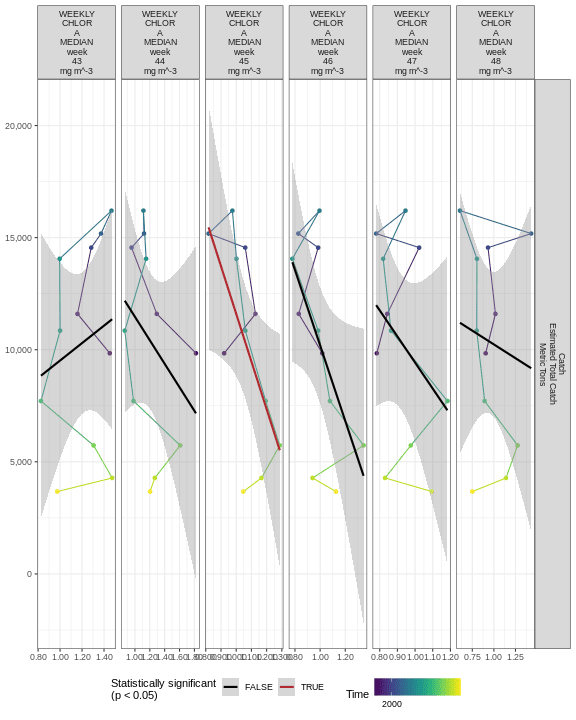 WEEKLY
CHLOR
A
MEDIAN
week
43
mg m^-3
WEEKLY
CHLOR
A
MEDIAN
week
44
mg m^-3
WEEKLY
CHLOR
A
MEDIAN
week
45
mg m^-3
WEEKLY
CHLOR
A
MEDIAN
week
46
mg m^-3
WEEKLY
CHLOR
A
MEDIAN
week
47
mg m^-3
WEEKLY
CHLOR
A
MEDIAN
week
48
mg m^-3
20,000
15,000
10,000
5,000
0
Catch
Estimated Total Catch
Metric Tons
0.80 1.00 1.20 1.40
1.00 1.20 1.40 1.60
0.80 1.00 1.20
0.80 0.90 1.00 1.10 1.20
0.75 1.00 1.25
Statistically significant
(p < 0.05)
FALSE
TRUE
Time
2000